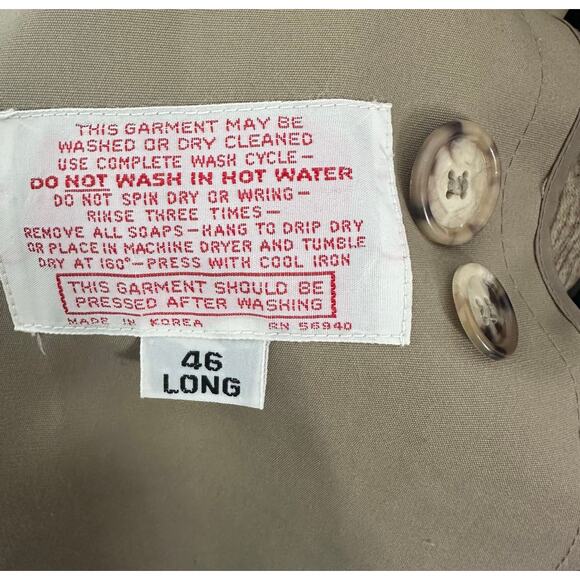 THIS GARMENT MAY BE
WASHED OR DRY CLEANED
USE COMPLETE WASH CYCLE—
DO NOT WASH IN HOT WATER
DO NOT SPIN DRY OR WRING—
RINSE THREE TIMES—
REMOVE ALL SOAPS—HANG TO DRIP DRY
OR PLACE IN MACHINE DRYER AND TUMBLE
DRY AT 160°—PRESS WITH COOL IRON
THIS GARMENT SHOULD BE
PRESSED AFTER WASHING
MADE IN KOREA RN 56940
46
LONG